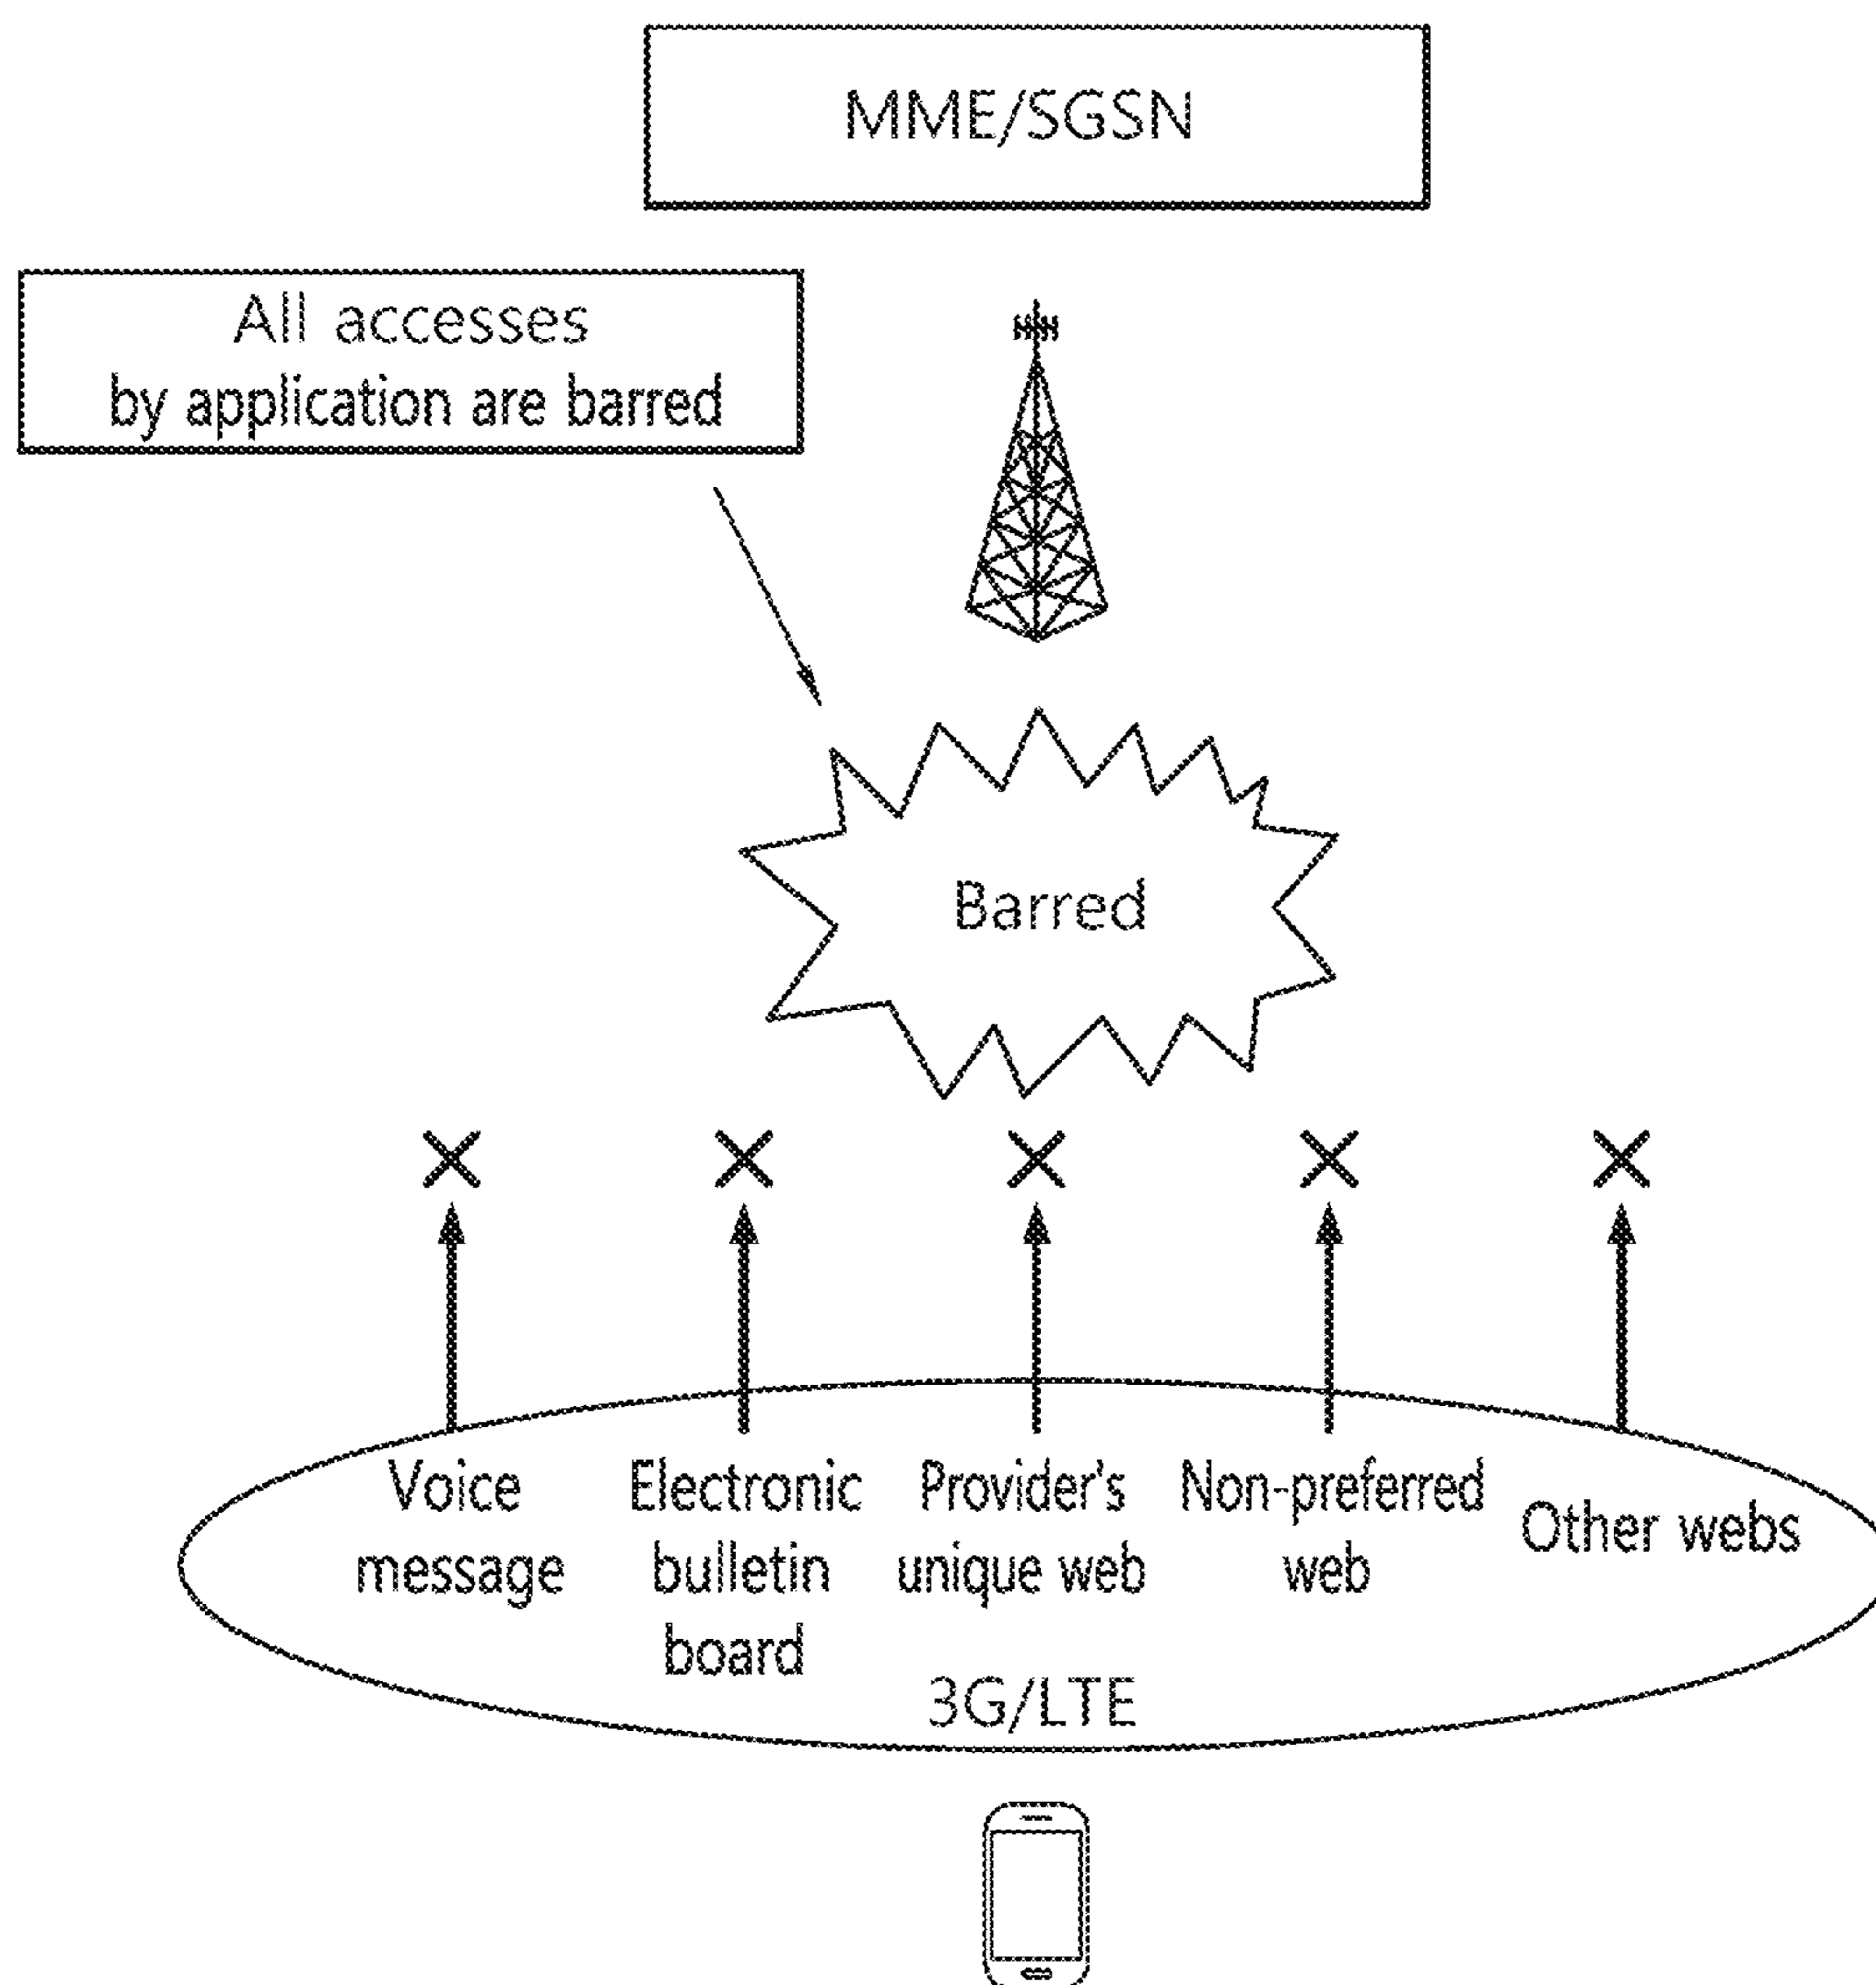 MME/SGSN
All accesses
by application are barred
Barred
Voice
message
Electronic
bulletin
board
Provider's
unique web
Non-preferred
web
Other webs
3G/LTE